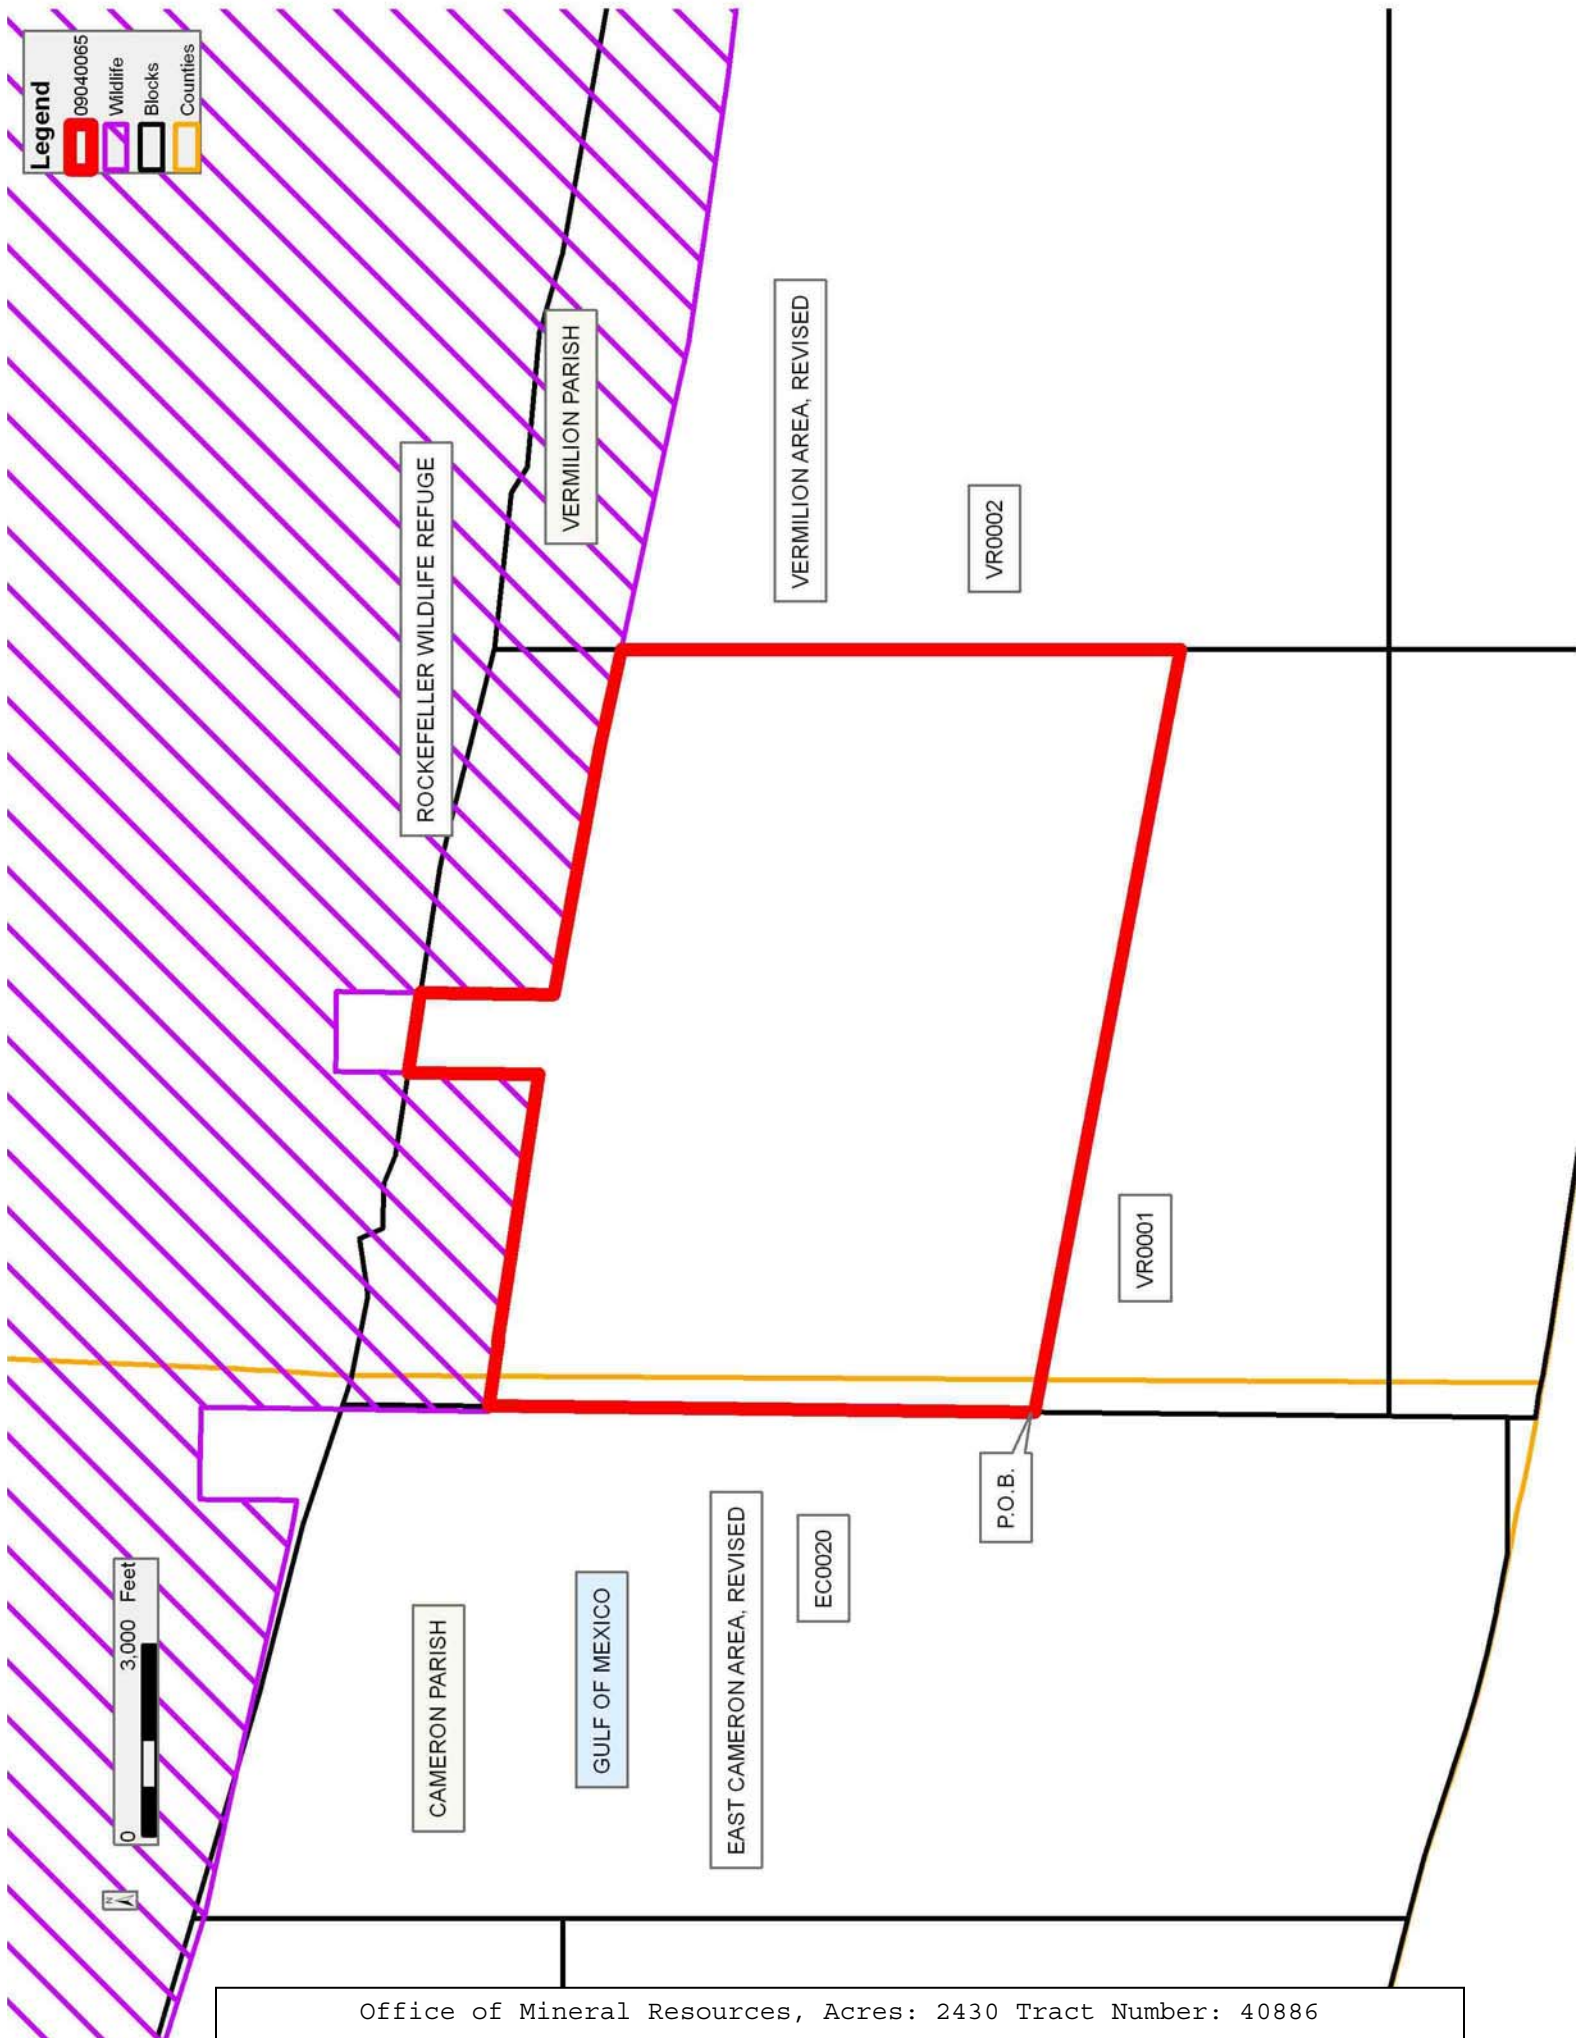 Legend
09040065
Wildlife
Blocks
Counties
0 3,000 Feet
N
ROCKEFELLER WILDLIFE REFUGE
VERMILION PARISH
CAMERON PARISH
GULF OF MEXICO
VERMILION AREA, REVISED
EAST CAMERON AREA, REVISED
EC0020
VR0002
P.O.B.
VR0001
Office of Mineral Resources, Acres: 2430 Tract Number: 40886